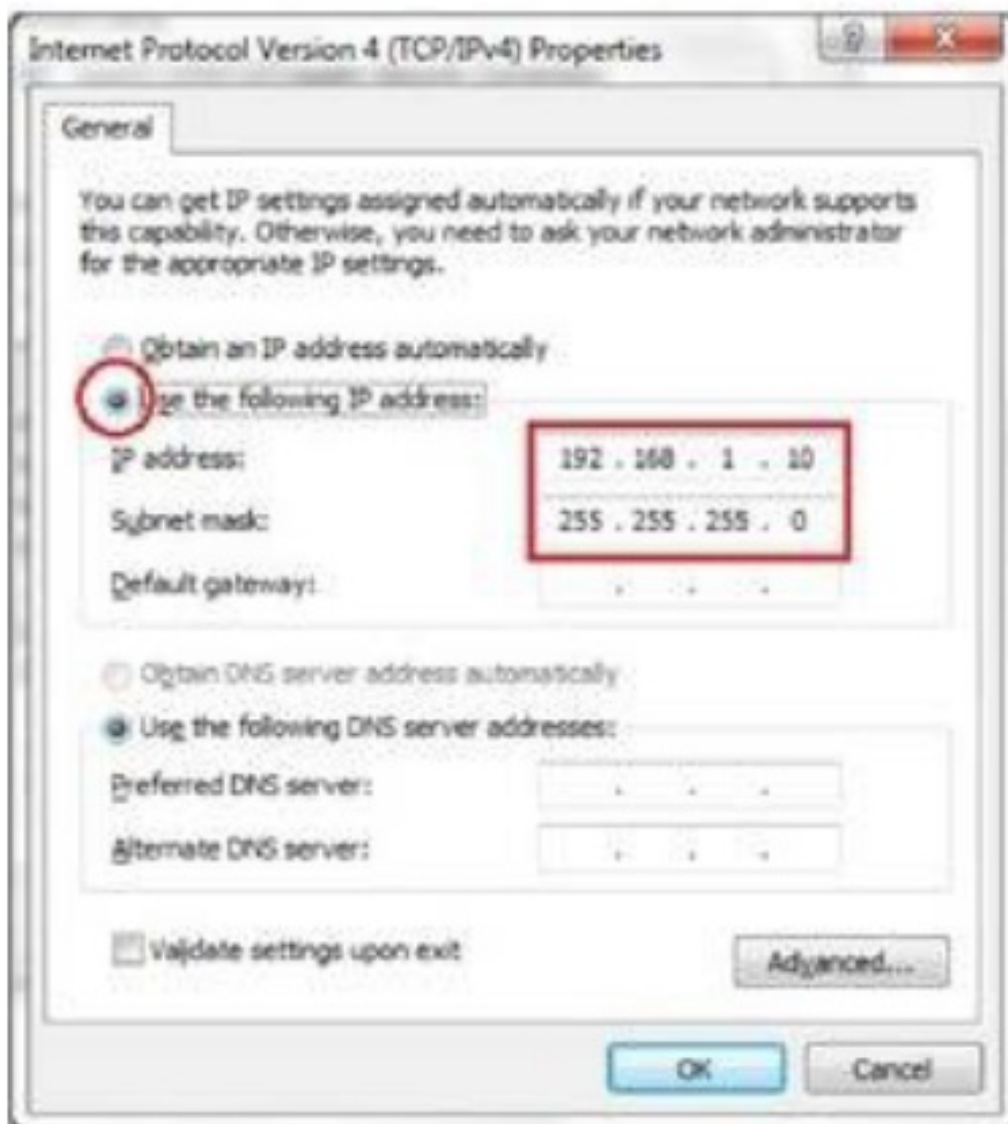 Internet Protocol Version 4 (TCP/IPv4) Properties
General
You can get IP settings assigned automatically if your network supports
this capability. Otherwise, you need to ask your network administrator
for the appropriate IP settings.
Obtain an IP address automatically
Use the following IP address:
IP address: 192 . 168 . 1 . 10
Subnet mask: 255 . 255 . 255 . 0
Default gateway: . . .
Obtain DNS server address automatically
Use the following DNS server addresses:
Preferred DNS server: . . .
Alternate DNS server: . . .
Validate settings upon exit
Advanced...
OK Cancel